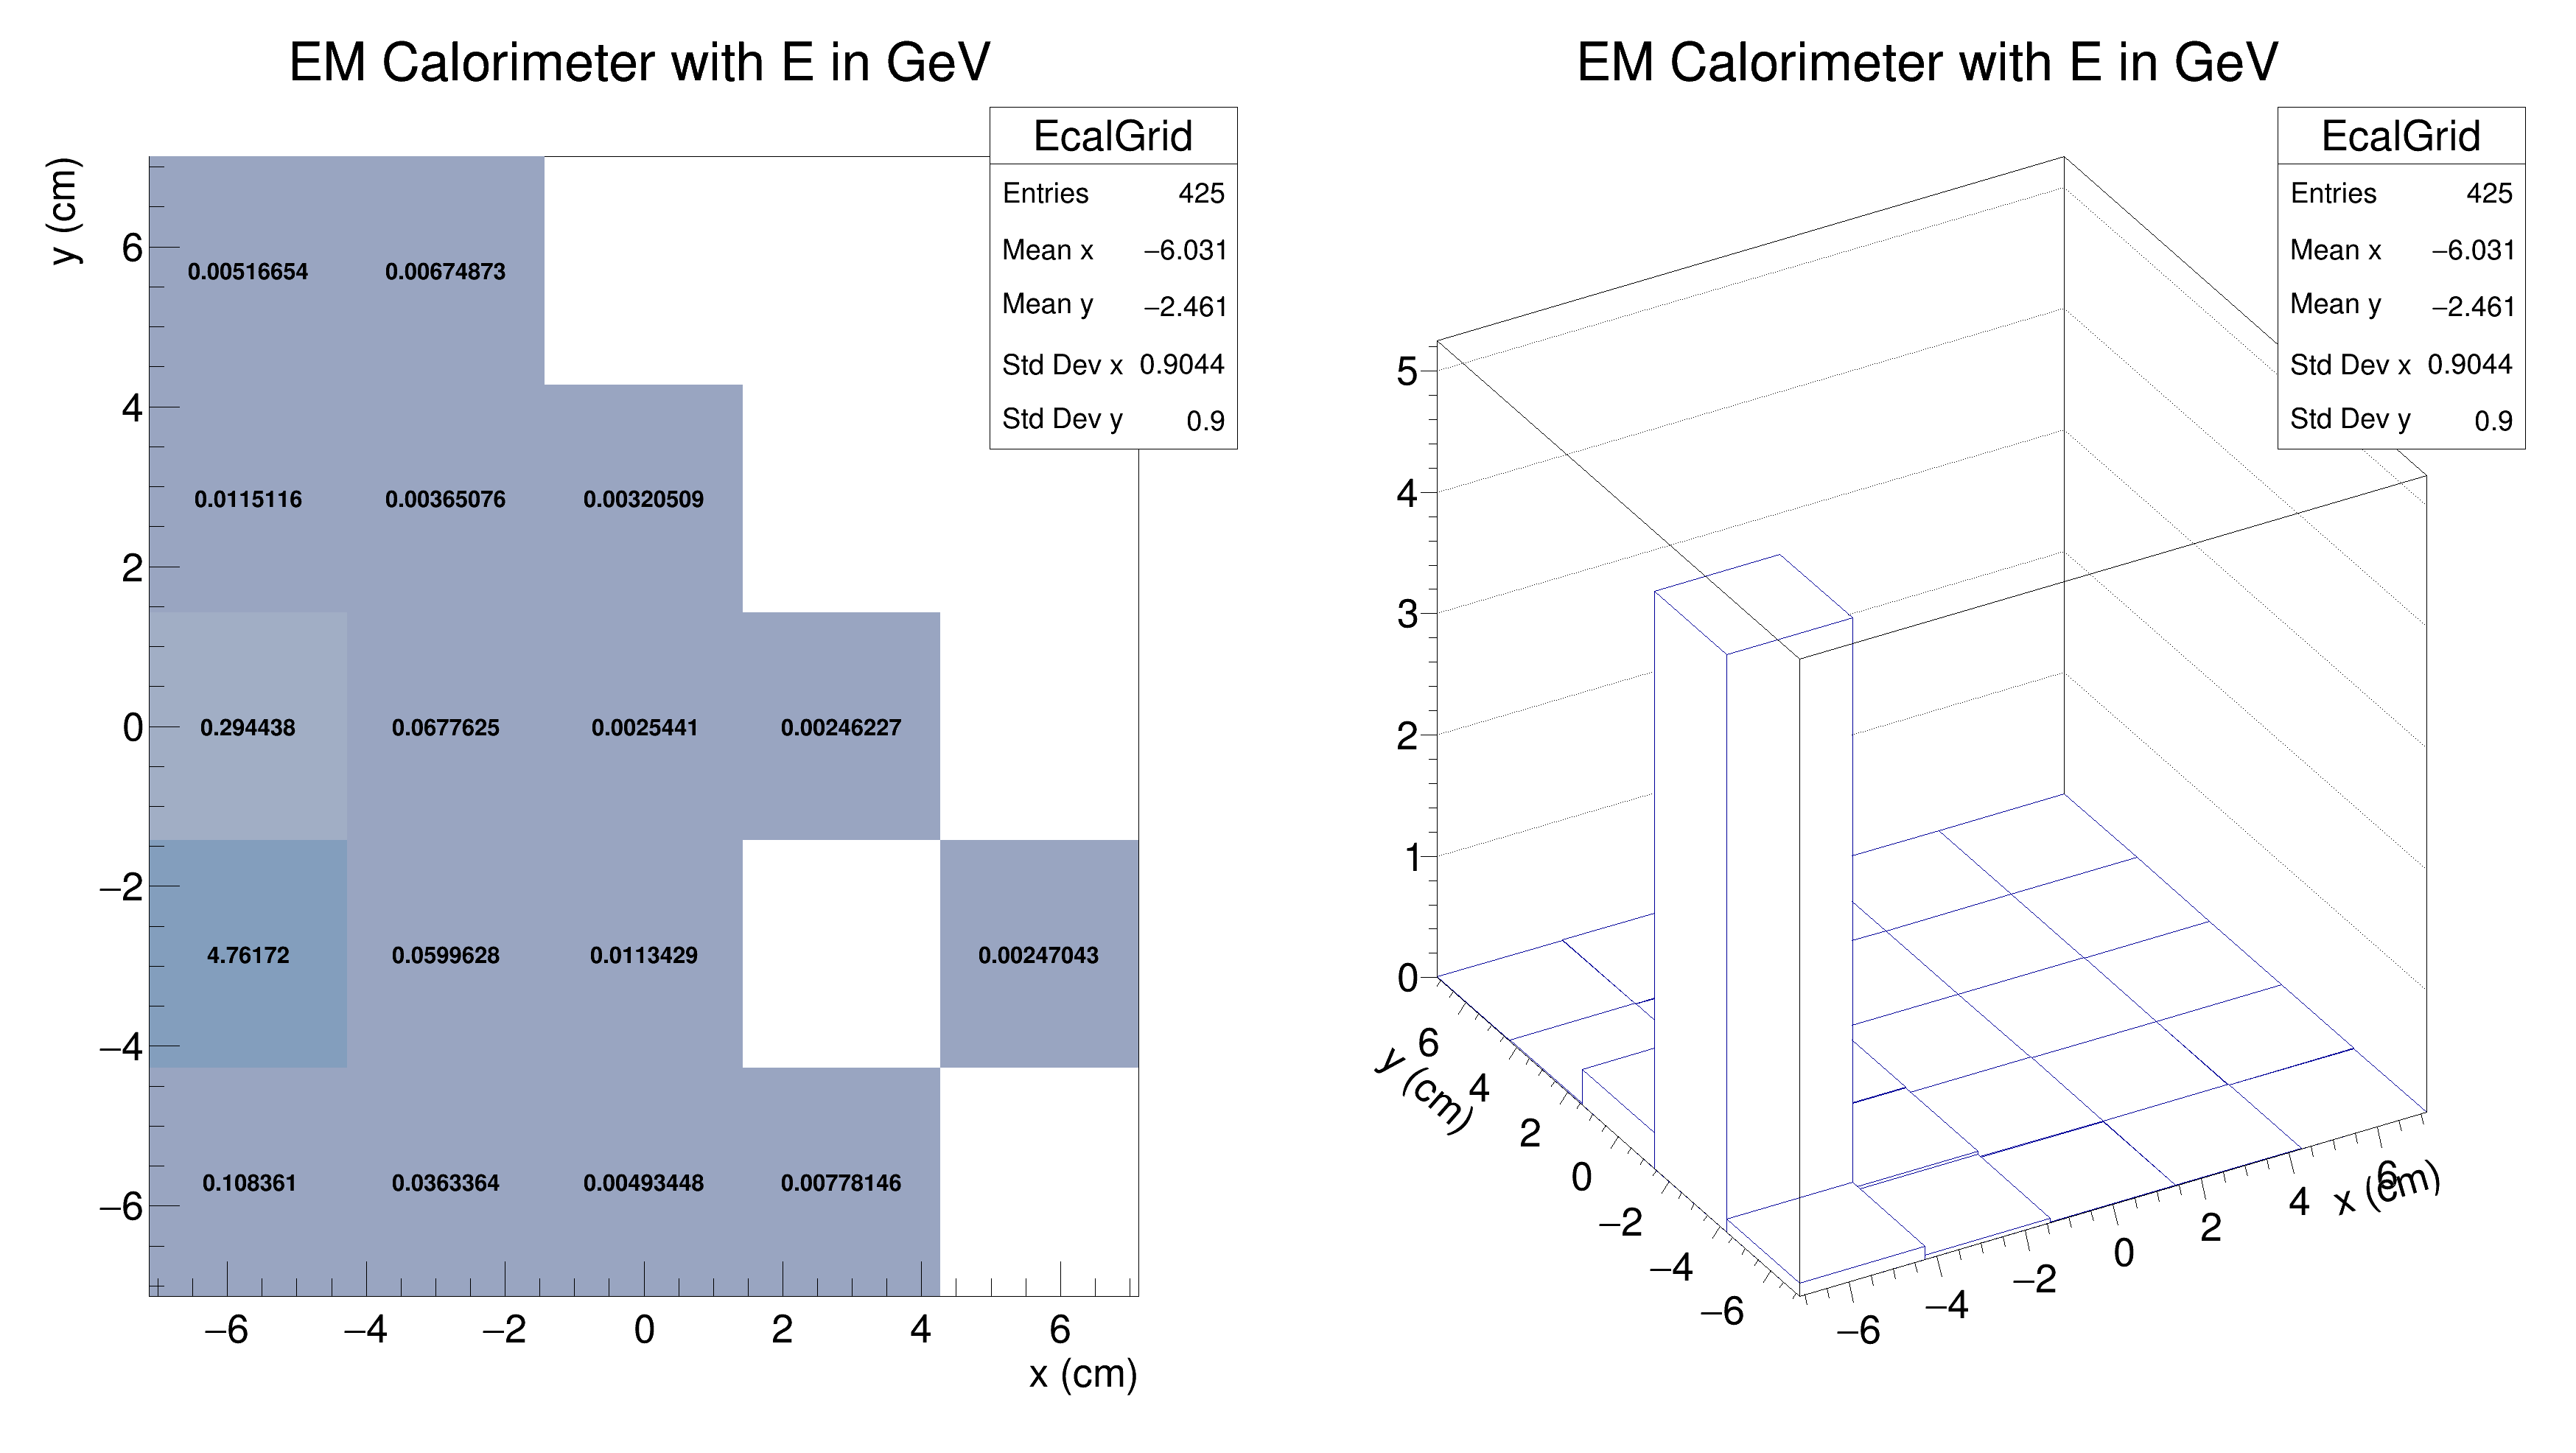 EM Calorimeter with E in GeV
EcalGrid
Entries 425
Mean x −6.031
Mean y −2.461
Std Dev x 0.9044
Std Dev y 0.9
y (cm)
6
4
2
0
−2
−4
−6
0.00516654 0.00674873
0.0115116 0.00365076 0.00320509
0.294438 0.0677625 0.0025441 0.00246227
4.76172 0.0599628 0.0113429 0.00247043
0.108361 0.0363364 0.00493448 0.00778146
−6 −4 −2 0 2 4 6
x (cm)
EM Calorimeter with E in GeV
EcalGrid
Entries 425
Mean x −6.031
Mean y −2.461
Std Dev x 0.9044
Std Dev y 0.9
5
4
3
2
1
0
6
4
2
0
−2
−4
−6
y (cm)
−6
−4
−2
0
2
4
6
x (cm)